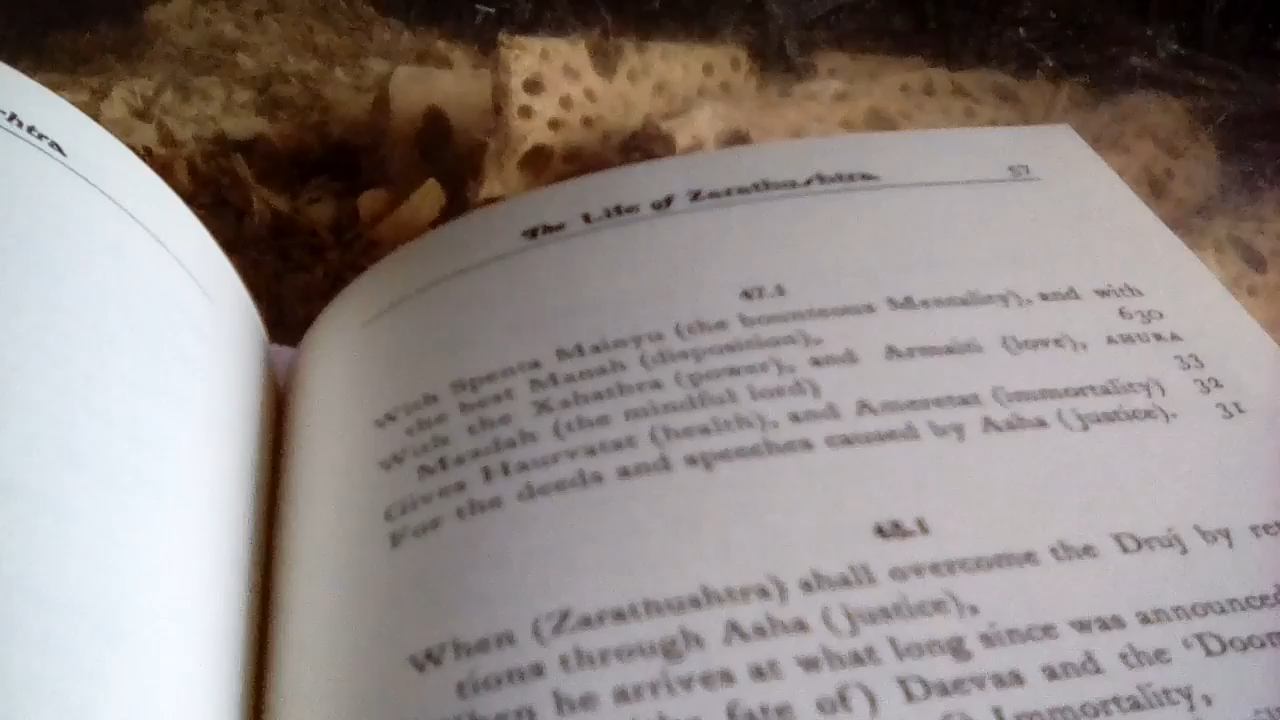 htra
The Life of Zarathushtra 57
47.1
With Spenta Mainyu (the bounteous Mentality), and with
the best Manah (disposition), 630
With the Xshathra (power), and Armaiti (love), AHURA
Mazdah (the mindful lord) 33
Gives Haurvatat (health), and Ameretat (immortality) 32
For the deeds and speeches caused by Asha (justice). 31
48.1
When (Zarathushtra) shall overcome the Druj by re
tions through Asha (justice),
he arrives at what long since was announced
fate of) Daevas and the 'Doom
Immortality,